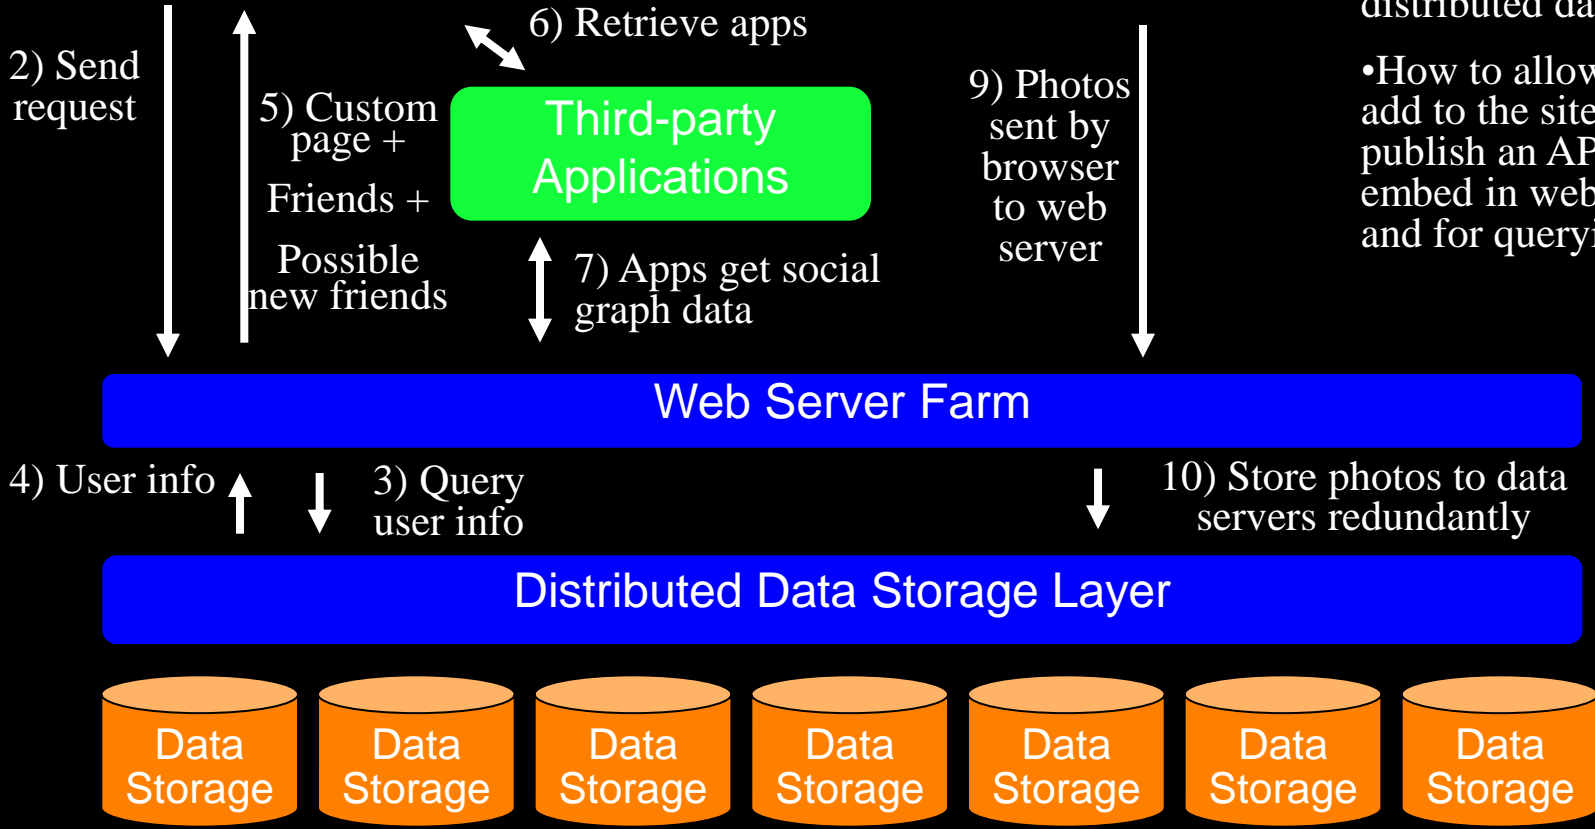 6) Retrieve apps
2) Send
request
5) Custom
page +
Friends +
Possible
new friends
Third-party
Applications
7) Apps get social
graph data
9) Photos
sent by
browser
to web
server
distributed da
•How to allow
add to the site
publish an AP
embed in web
and for queryi
Web Server Farm
4) User info
3) Query
user info
10) Store photos to data
servers redundantly
Distributed Data Storage Layer
Data
Storage
Data
Storage
Data
Storage
Data
Storage
Data
Storage
Data
Storage
Data
Storage